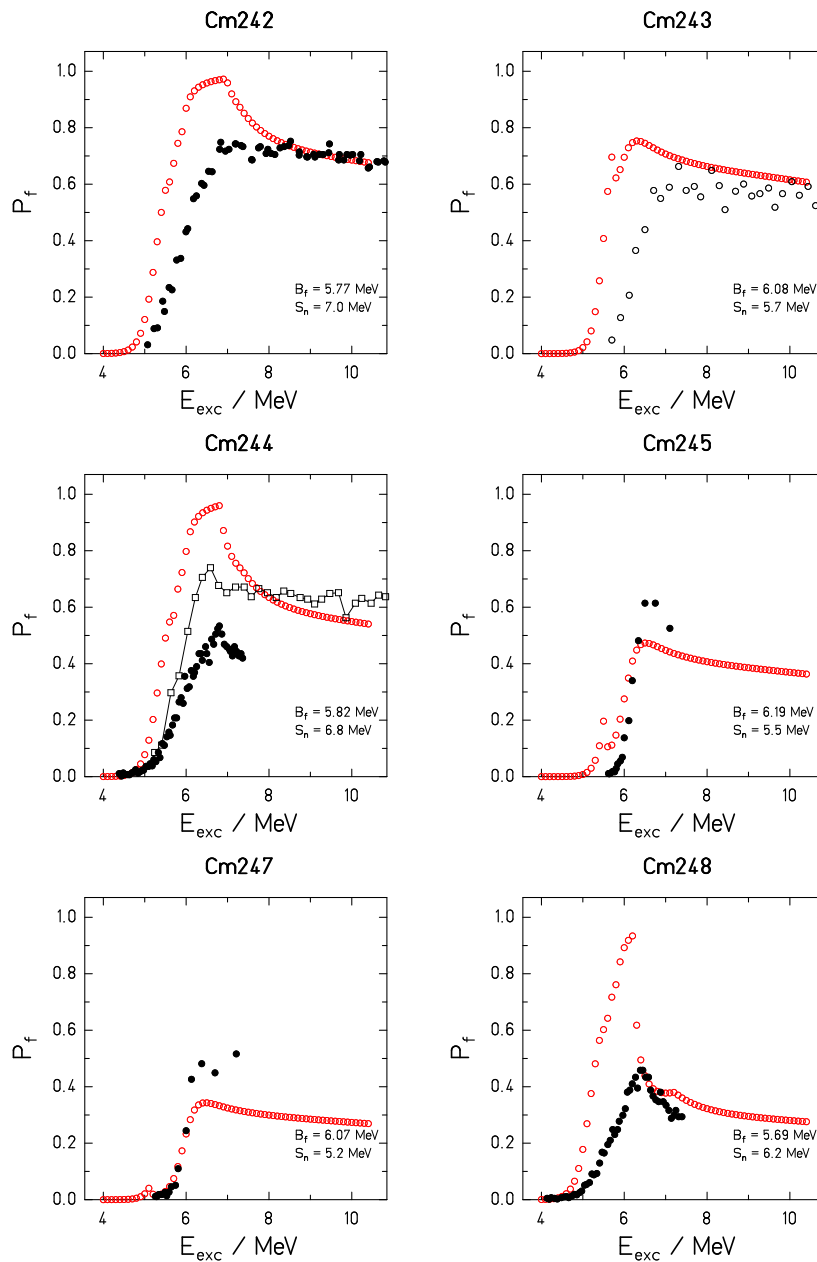 Cm242
Cm243
1.0
0.8
0.6
0.4
0.2
0.0
P_f
B_f = 5.77 MeV
S_n = 7.0 MeV
4 6 8 10
E_exc / MeV
1.0
0.8
0.6
0.4
0.2
0.0
P_f
B_f = 6.08 MeV
S_n = 5.7 MeV
4 6 8 10
E_exc / MeV
Cm244
Cm245
1.0
0.8
0.6
0.4
0.2
0.0
P_f
B_f = 5.82 MeV
S_n = 6.8 MeV
4 6 8 10
E_exc / MeV
1.0
0.8
0.6
0.4
0.2
0.0
P_f
B_f = 6.19 MeV
S_n = 5.5 MeV
4 6 8 10
E_exc / MeV
Cm247
Cm248
1.0
0.8
0.6
0.4
0.2
0.0
P_f
B_f = 6.07 MeV
S_n = 5.2 MeV
4 6 8 10
E_exc / MeV
1.0
0.8
0.6
0.4
0.2
0.0
P_f
B_f = 5.69 MeV
S_n = 6.2 MeV
4 6 8 10
E_exc / MeV